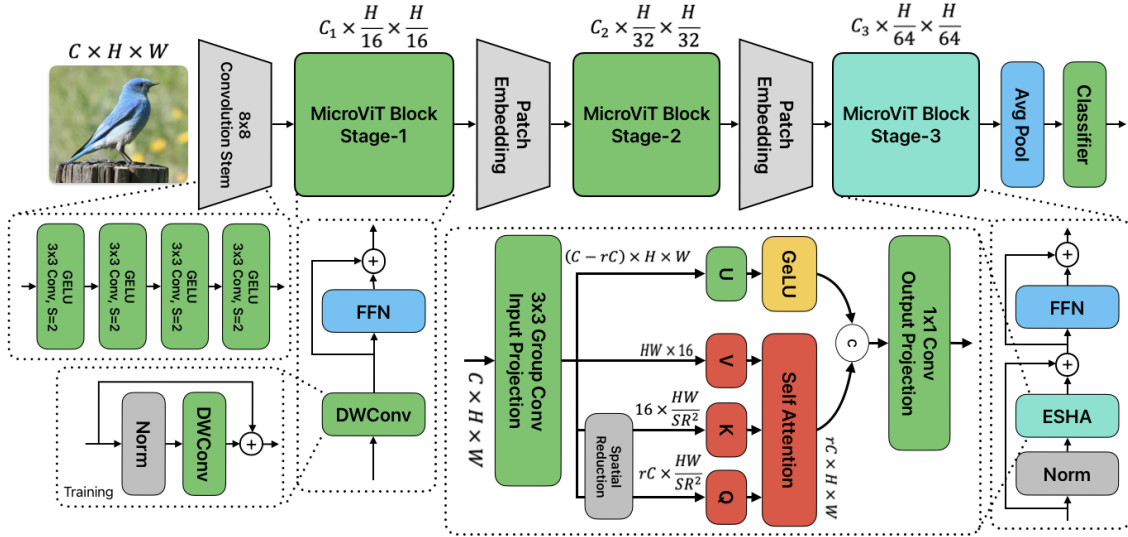 C × H × W
8x8
Convolution Stem
C₁ × H/16 × H/16
MicroViT Block
Stage-1
Patch
Embedding
C₂ × H/32 × H/32
MicroViT Block
Stage-2
Patch
Embedding
C₃ × H/64 × H/64
MicroViT Block
Stage-3
Avg Pool
Classifier
GELU
3x3 Conv, S=2
GELU
3x3 Conv, S=2
GELU
3x3 Conv, S=2
GELU
3x3 Conv, S=2
Norm
DWConv
+
Training
+
FFN
DWConv
C × H × W
3x3 Group Conv
Input Projection
(C − rC) × H × W
U
GeLU
HW × 16
V
Spatial
Reduction
16 × HW/SR²
K
rC × HW/SR²
Q
Self Attention
rC × H × W
C
1x1 Conv
Output Projection
+
FFN
+
ESHA
Norm